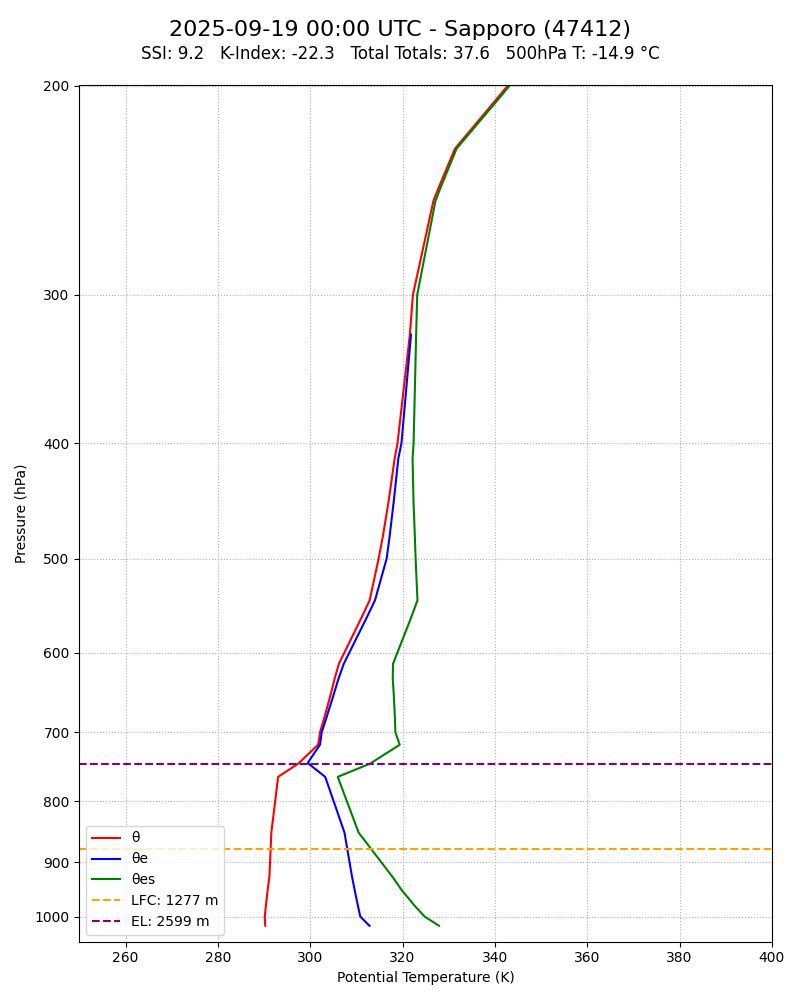 2025-09-19 00:00 UTC - Sapporo (47412)
SSI: 9.2   K-Index: -22.3   Total Totals: 37.6   500hPa T: -14.9 °C
200
300
400
500
600
700
800
900
1000
Pressure (hPa)
θ
θe
θes
LFC: 1277 m
EL: 2599 m
260 280 300 320 340 360 380 400
Potential Temperature (K)